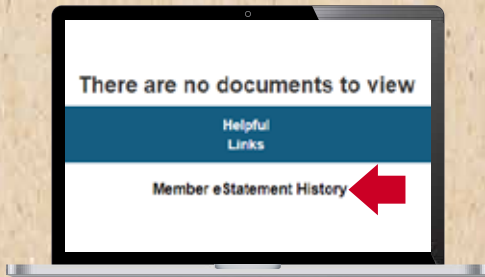 There are no documents to view
Helpful
Links
Member eStatement History